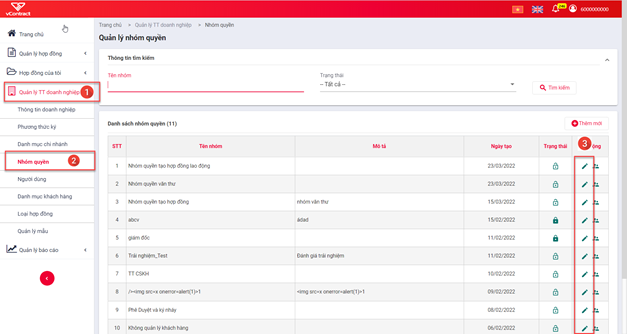 vContract
6000000000
Trang chủ > Quản lý TT doanh nghiệp > Nhóm quyền
Quản lý nhóm quyền
Trang chủ
Quản lý hợp đồng
Hợp đồng của tôi
Quản lý TT doanh nghiệp 1
Thông tin doanh nghiệp
Phương thức ký
Danh mục chi nhánh
Nhóm quyền 2
Người dùng
Danh mục khách hàng
Loại hợp đồng
Quản lý mẫu
Quản lý báo cáo
Thông tin tìm kiếm
Tên nhóm
Trạng thái
-- Tất cả --
Tìm kiếm
Danh sách nhóm quyền (11)
Thêm mới
3
STT Tên nhóm Mô tả Ngày tạo Trạng thái
1 Nhóm quyền tạo hợp đồng lao động 23/03/2022
2 Nhóm quyền văn thư 23/03/2022
3 Nhóm quyền tạo hợp đồng nhóm văn thư 15/03/2022
4 abcv ádad 15/02/2022
5 giám đốc 11/02/2022
6 Trải nghiệm_Test Đánh giá trải nghiệm 11/02/2022
7 TT CSKH 10/02/2022
8 /><img src=x onerror=alert(1)>1 <img src=x onerror=alert(1)>1 09/02/2022
9 Phê Duyệt và ký nháy 08/02/2022
10 Không quản lý khách hàng 06/02/2022